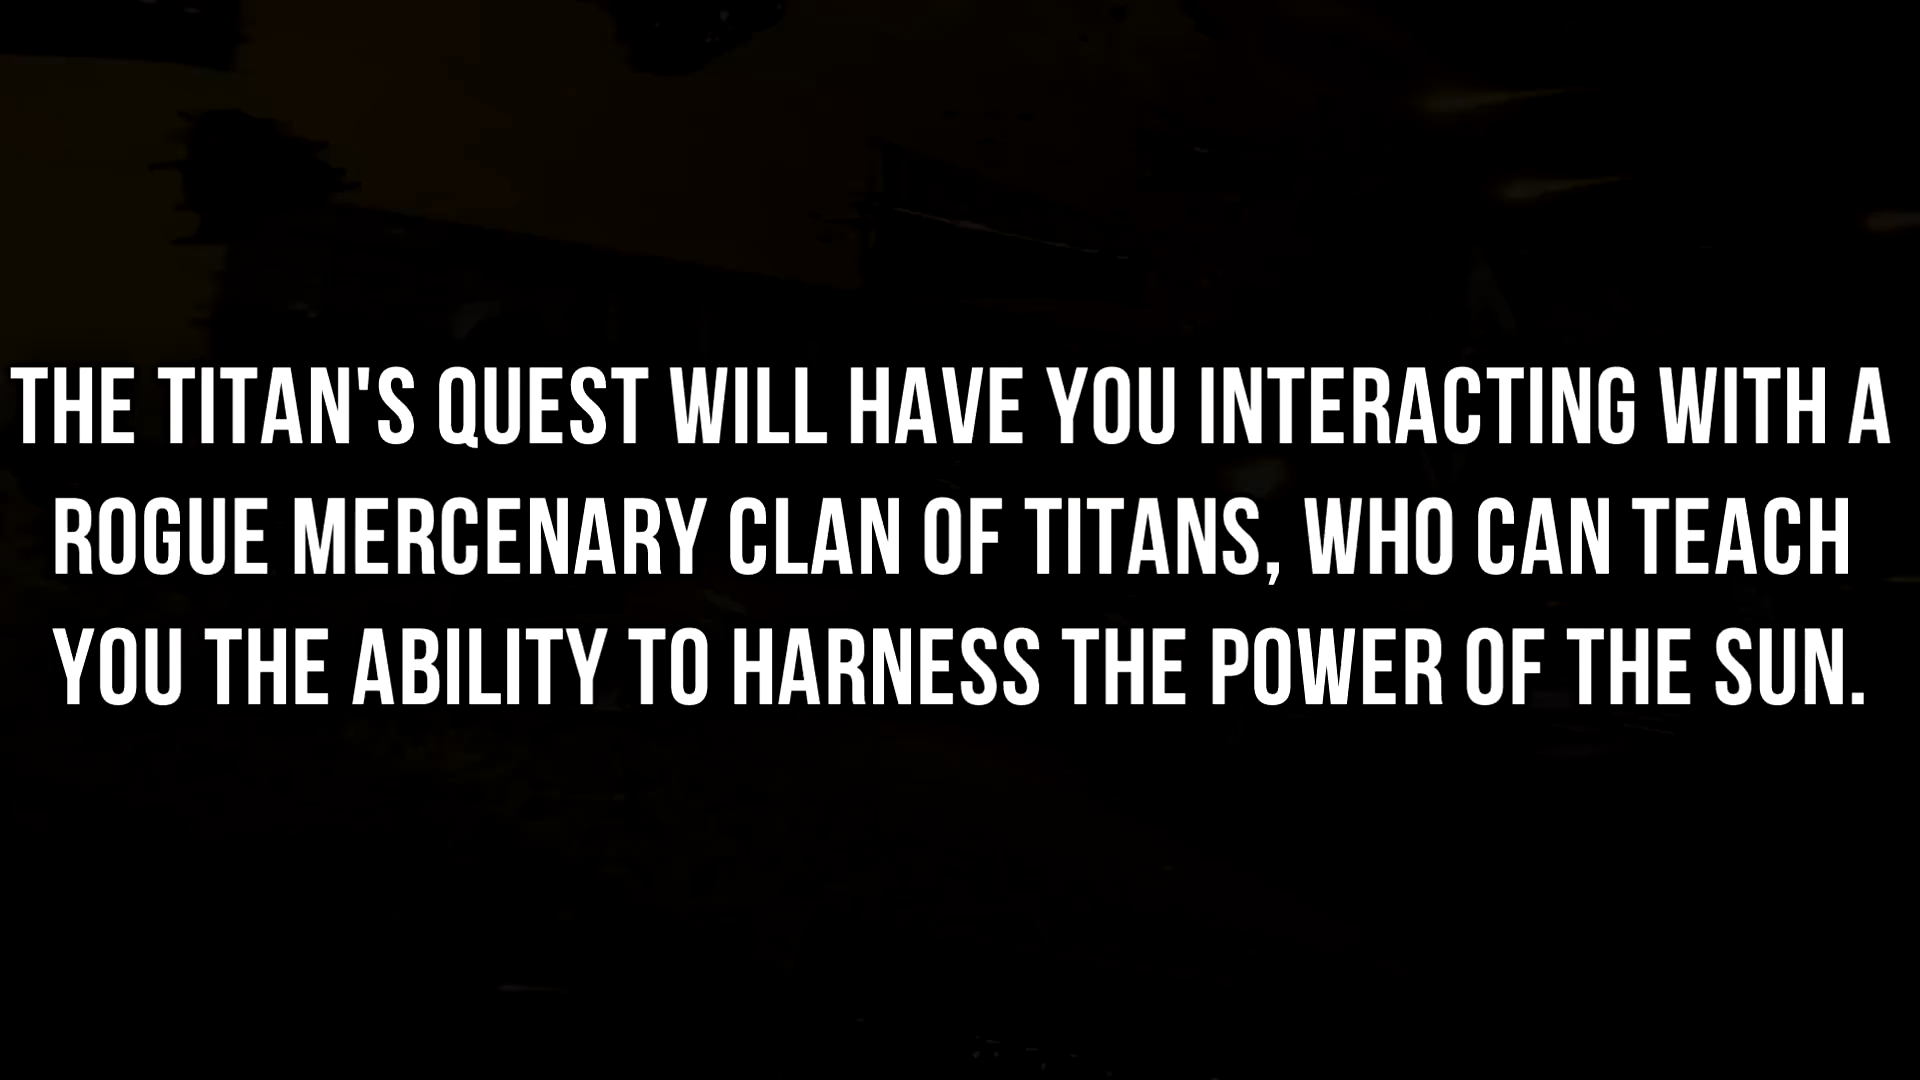 THE TITAN'S QUEST WILL HAVE YOU INTERACTING WITH A
ROGUE MERCENARY CLAN OF TITANS, WHO CAN TEACH
YOU THE ABILITY TO HARNESS THE POWER OF THE SUN.